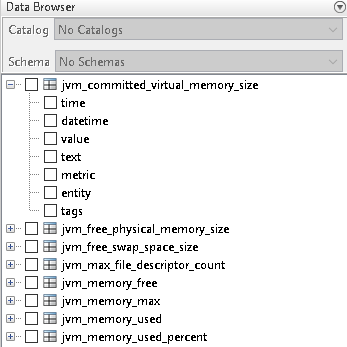 Data Browser
Catalog No Catalogs
Schema No Schemas
jvm_committed_virtual_memory_size
time
datetime
value
text
metric
entity
tags
jvm_free_physical_memory_size
jvm_free_swap_space_size
jvm_max_file_descriptor_count
jvm_memory_free
jvm_memory_max
jvm_memory_used
jvm_memory_used_percent